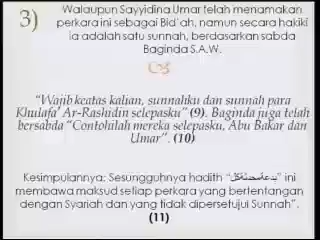 3)
Walaupun Sayyidina Umar telah menamakan
perkara ini sebagai Bid'ah, namun secara hakiki
ia adalah satu sunnah, berdasarkan sabda
Baginda S.A.W.
"Wajib keatas kalian, sunnahku dan sunnah para
Khulafa' Ar-Rashidin selepasku" (9). Baginda juga telah
bersabda "Contohilah mereka selepasku, Abu Bakar dan
Umar". (10)
Kesimpulannya: Sesungguhnya hadith "كل محدثة بدعة" ini
membawa maksud setiap perkara yang bertentangan
dengan Syariah dan yang tidak dipersetujui Sunnah".
(11)